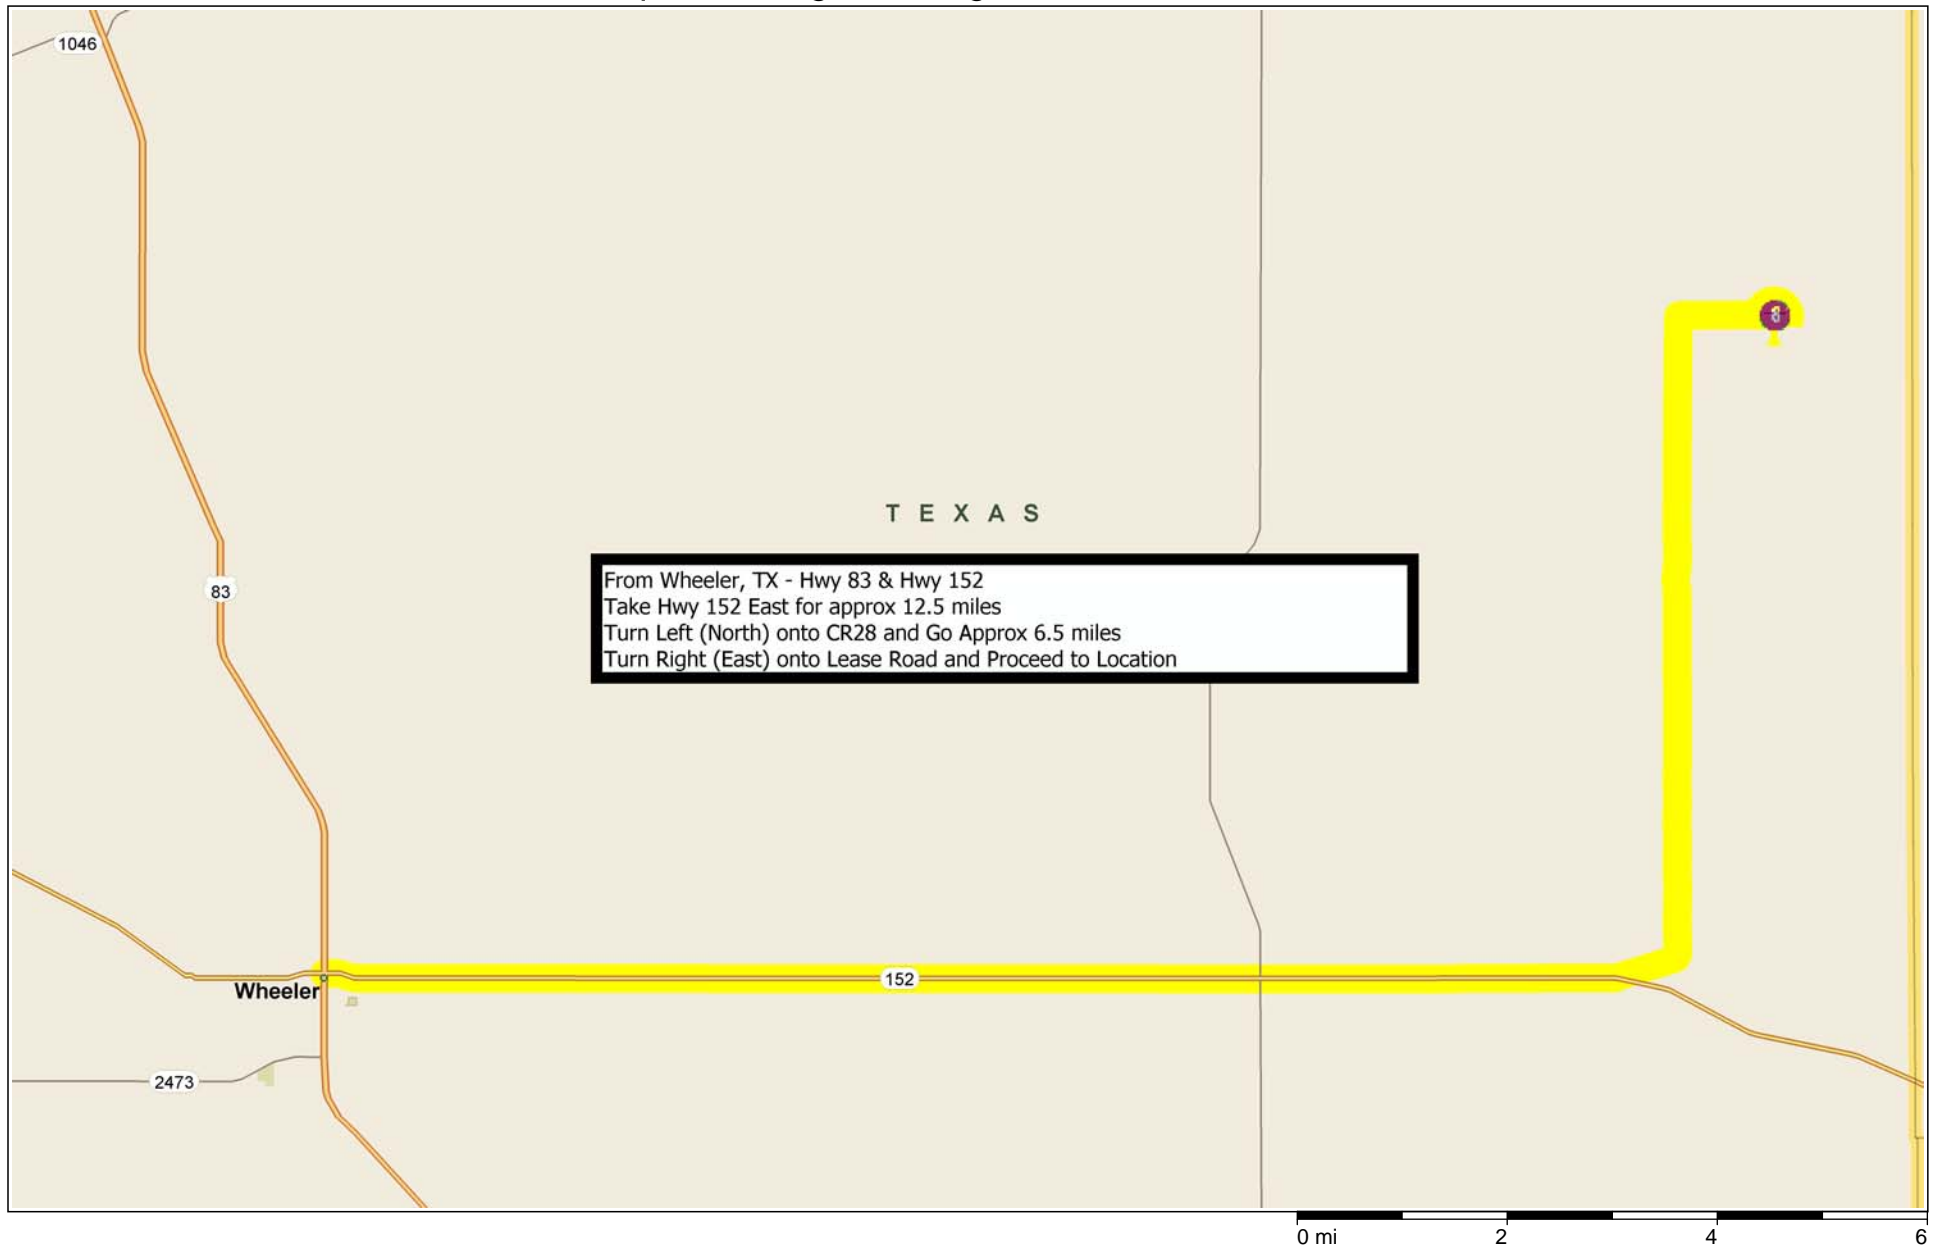 1046
T E X A S
From Wheeler, TX - Hwy 83 & Hwy 152
Take Hwy 152 East for approx 12.5 miles
Turn Left (North) onto CR28 and Go Approx 6.5 miles
Turn Right (East) onto Lease Road and Proceed to Location
83
152
Wheeler
2473
0 mi 2 4 6